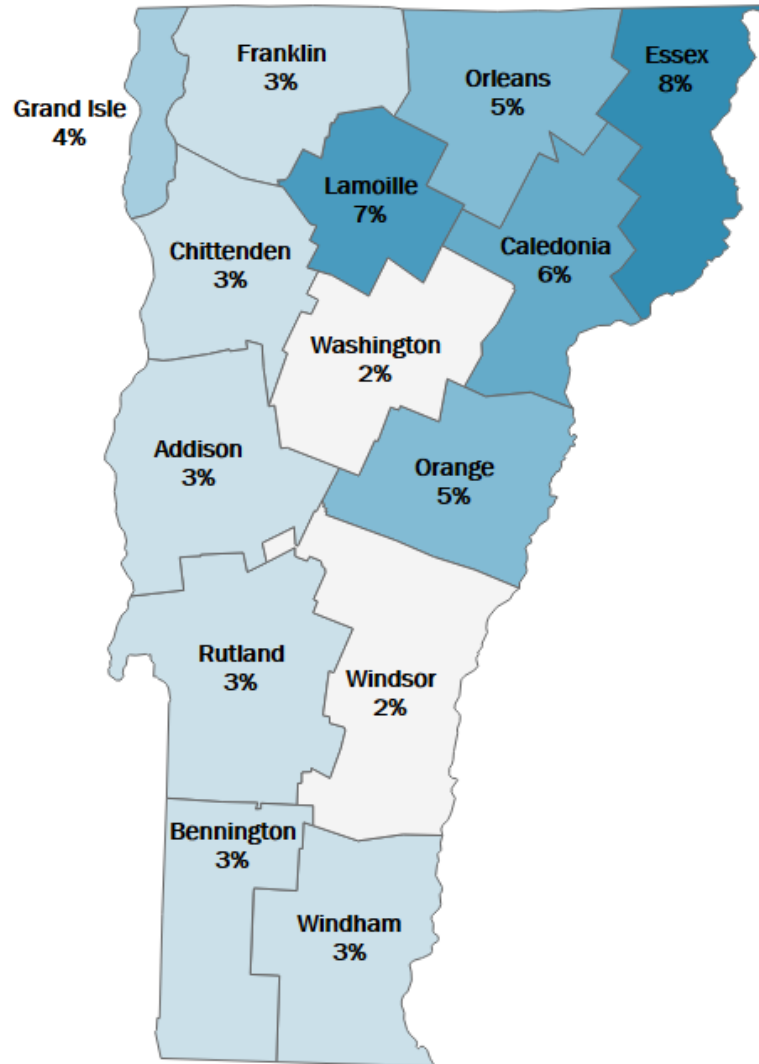 Franklin
3%
Orleans
5%
Essex
8%
Grand Isle
4%
Lamoille
7%
Chittenden
3%
Caledonia
6%
Washington
2%
Addison
3%
Orange
5%
Rutland
3%
Windsor
2%
Bennington
3%
Windham
3%